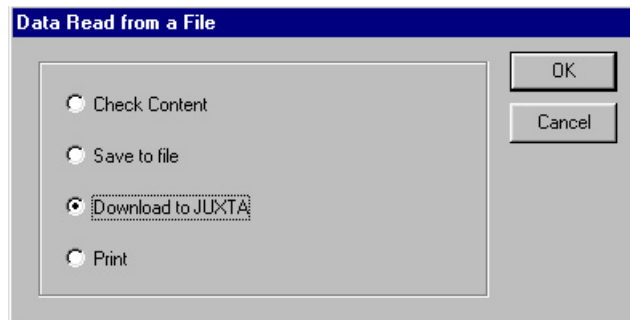 Data Read from a File
Check Content
Save to file
Download to JUXTA
Print
OK
Cancel